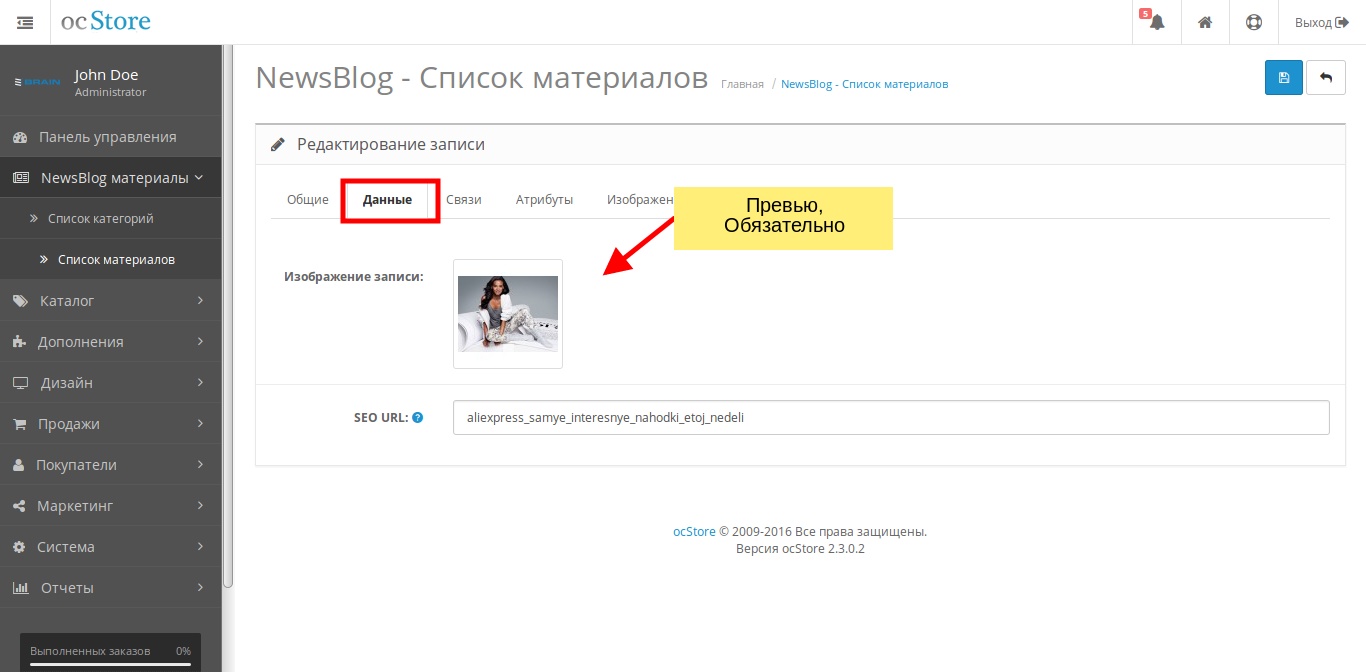 ocStore
5
Выход
BRAIN
John Doe
Administrator
NewsBlog - Список материалов
Главная / NewsBlog - Список материалов
Панель управления
NewsBlog материалы
Список категорий
Список материалов
Каталог
Дополнения
Дизайн
Продажи
Покупатели
Маркетинг
Система
Отчеты
Выполненных заказов 0%
Редактирование записи
Общие
Данные
Связи
Атрибуты
Изображен
Превью,
Обязательно
Изображение записи:
SEO URL: ?
aliexpress_samye_interesnye_nahodki_etoj_nedeli
ocStore © 2009-2016 Все права защищены.
Версия ocStore 2.3.0.2